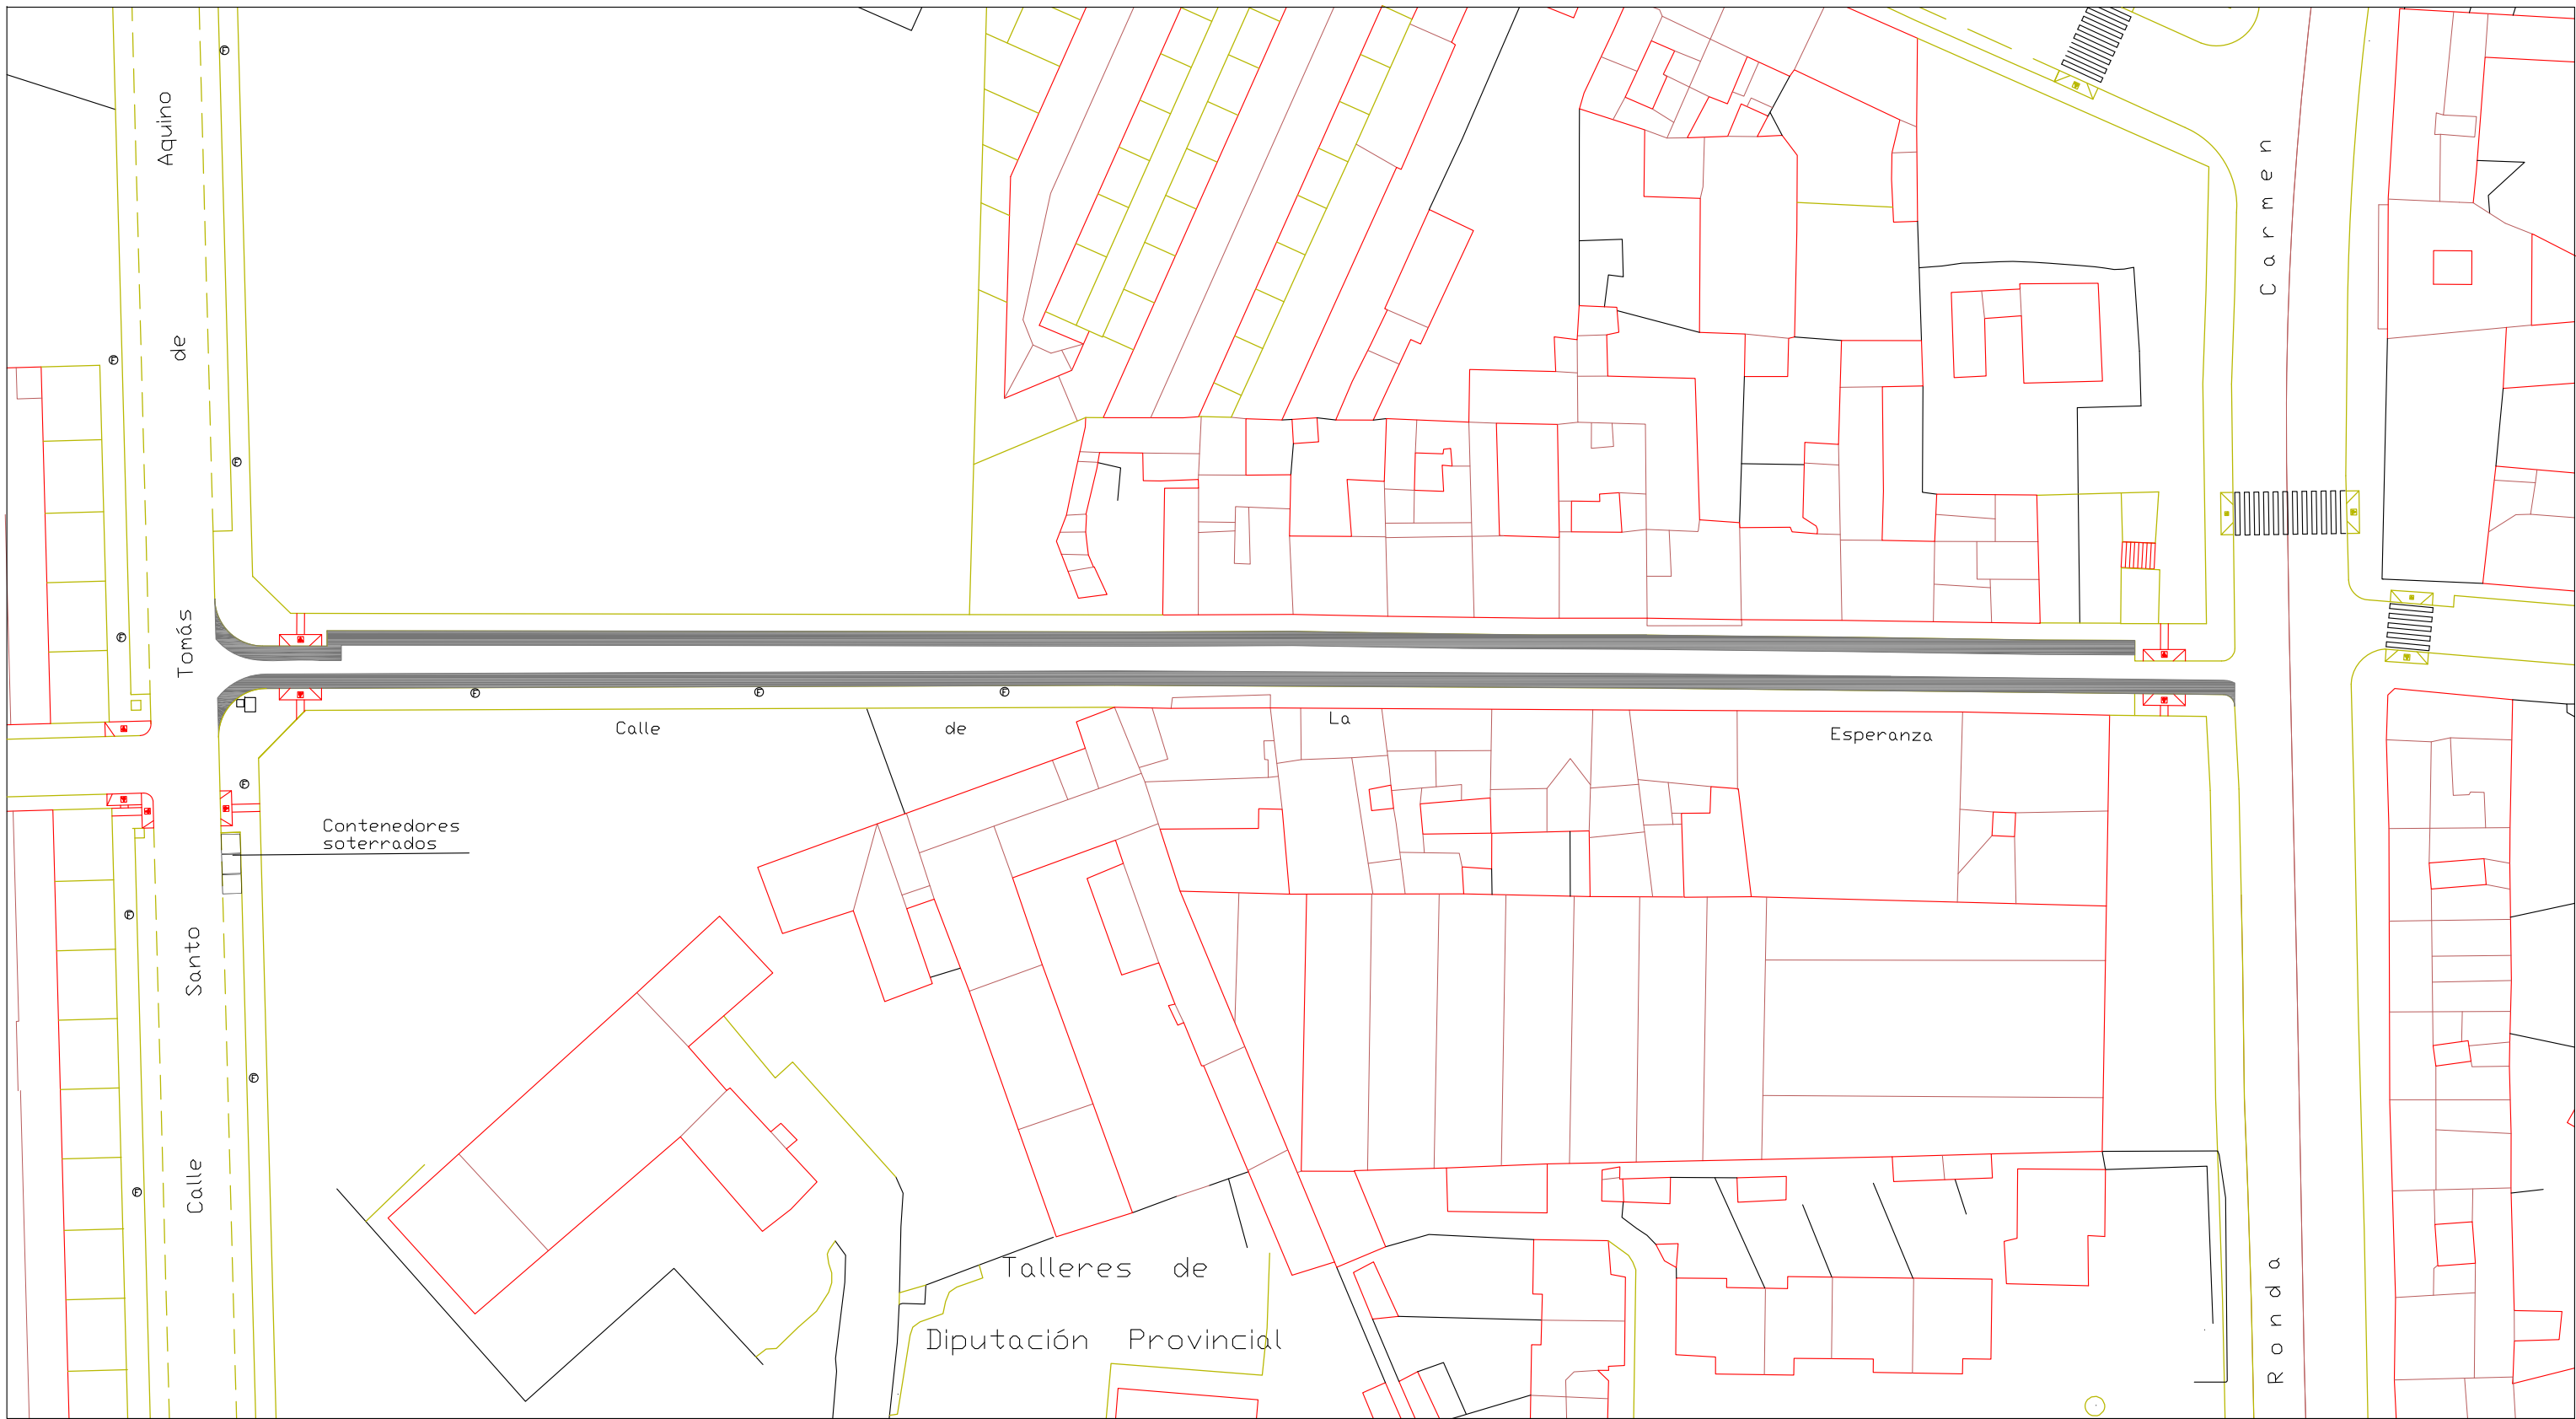 Calle Santo Tomás de Aquino
Ronda Carmen
Calle de La Esperanza
Contenedores
soterrados
Talleres de
Diputación Provincial